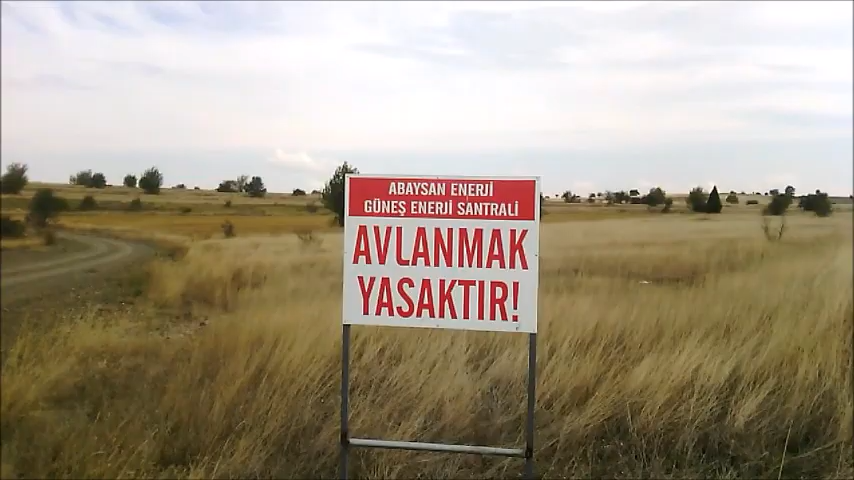 ABAYSAN ENERJİ
GÜNEŞ ENERJİ SANTRALİ
AVLANMAK
YASAKTIR!